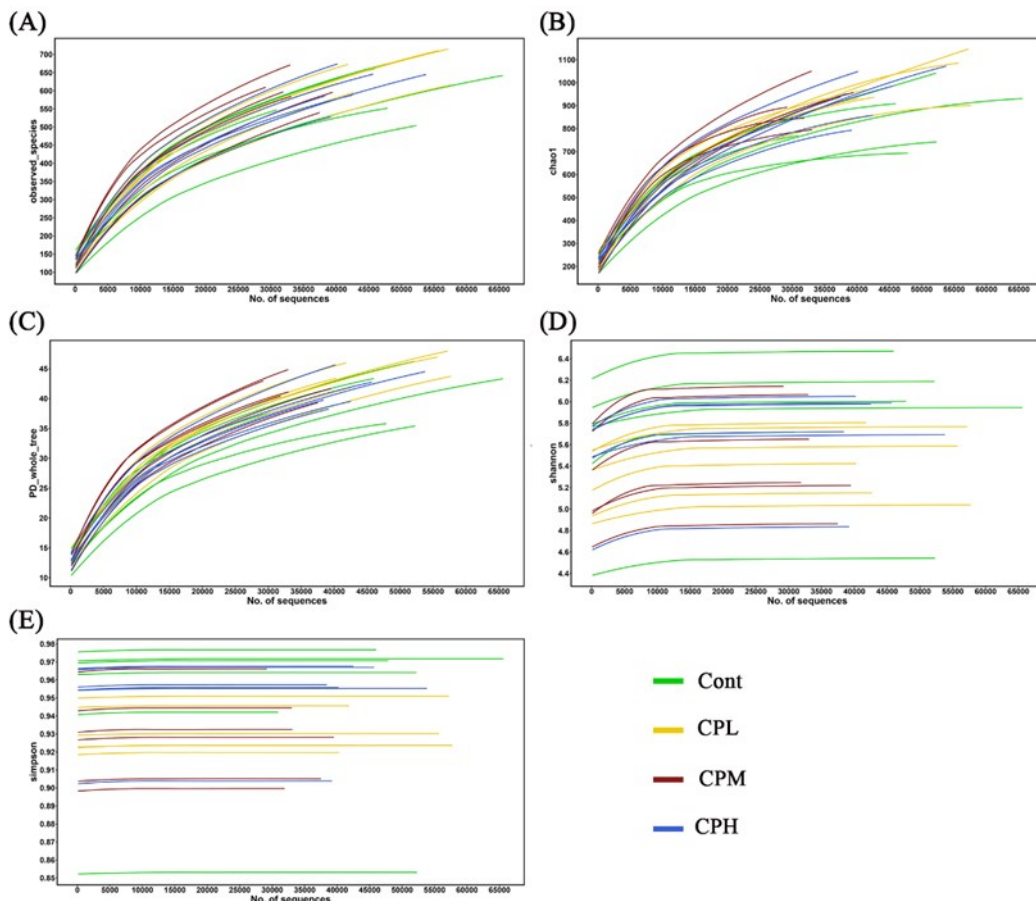 (A)
observed_species
700
650
600
550
500
450
400
350
300
250
200
150
100
0 5000 10000 15000 20000 25000 30000 35000 40000 45000 50000 55000 60000 65000
No. of sequences
(B)
chao1
1100
1000
900
800
700
600
500
400
300
200
0 5000 10000 15000 20000 25000 30000 35000 40000 45000 50000 55000 60000 65000
No. of sequences
(C)
PD_whole_tree
45
40
35
30
25
20
15
10
0 5000 10000 15000 20000 25000 30000 35000 40000 45000 50000 55000 60000 65000
No. of sequences
(D)
shannon
6.4
6.2
6.0
5.8
5.6
5.4
5.2
5.0
4.8
4.6
4.4
0 5000 10000 15000 20000 25000 30000 35000 40000 45000 50000 55000 60000 65000
No. of sequences
(E)
simpson
0.98
0.97
0.96
0.95
0.94
0.93
0.92
0.91
0.90
0.89
0.88
0.87
0.86
0.85
0 5000 10000 15000 20000 25000 30000 35000 40000 45000 50000 55000 60000 65000
No. of sequences
Cont
CPL
CPM
CPH